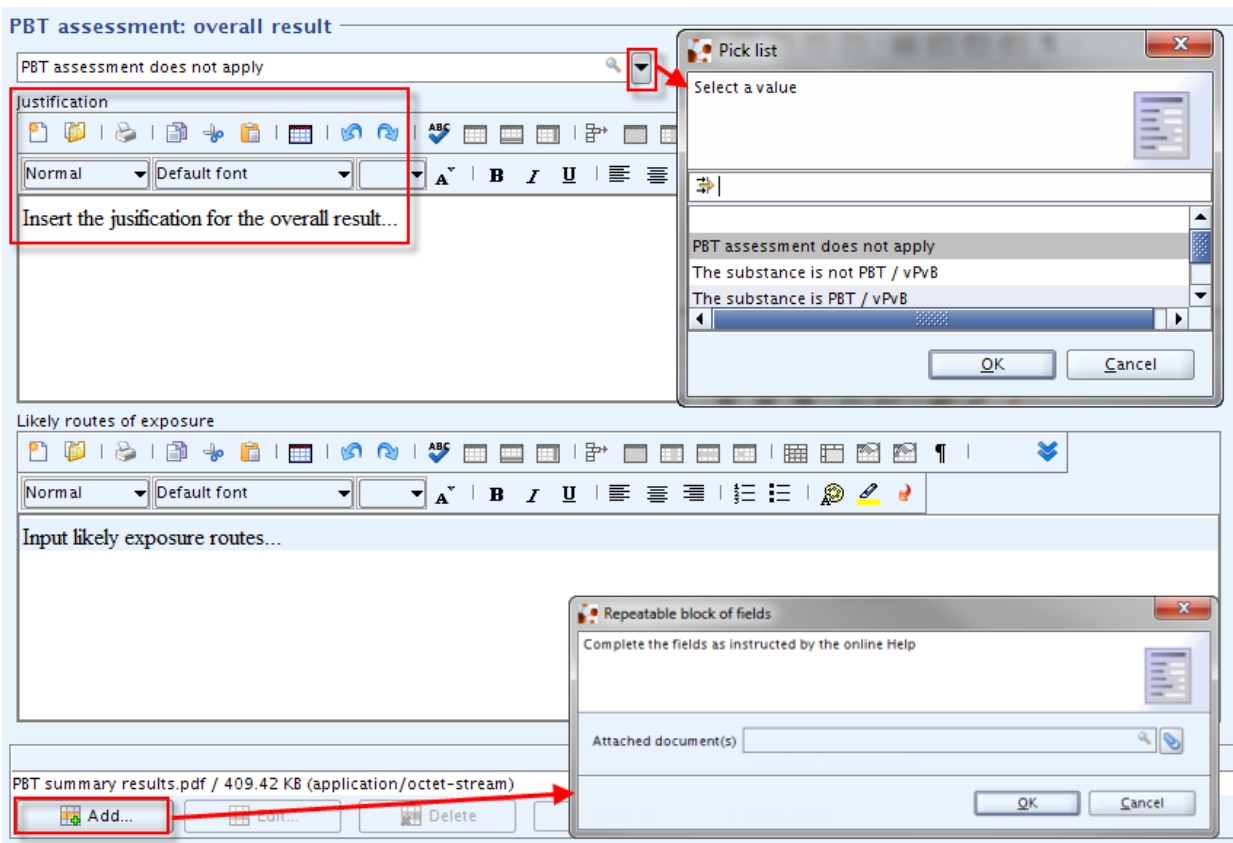 PBT assessment: overall result
PBT assessment does not apply
Justification
ABC
Normal Default font A B I U
Insert the jusification for the overall result...
Pick list
Select a value
PBT assessment does not apply
The substance is not PBT / vPvB
The substance is PBT / vPvB
OK Cancel
Likely routes of exposure
ABC ¶
Normal Default font A B I U
Input likely exposure routes...
Repeatable block of fields
Complete the fields as instructed by the online Help
Attached document(s)
OK Cancel
PBT summary results.pdf / 409.42 KB (application/octet-stream)
Add... Edit... Delete